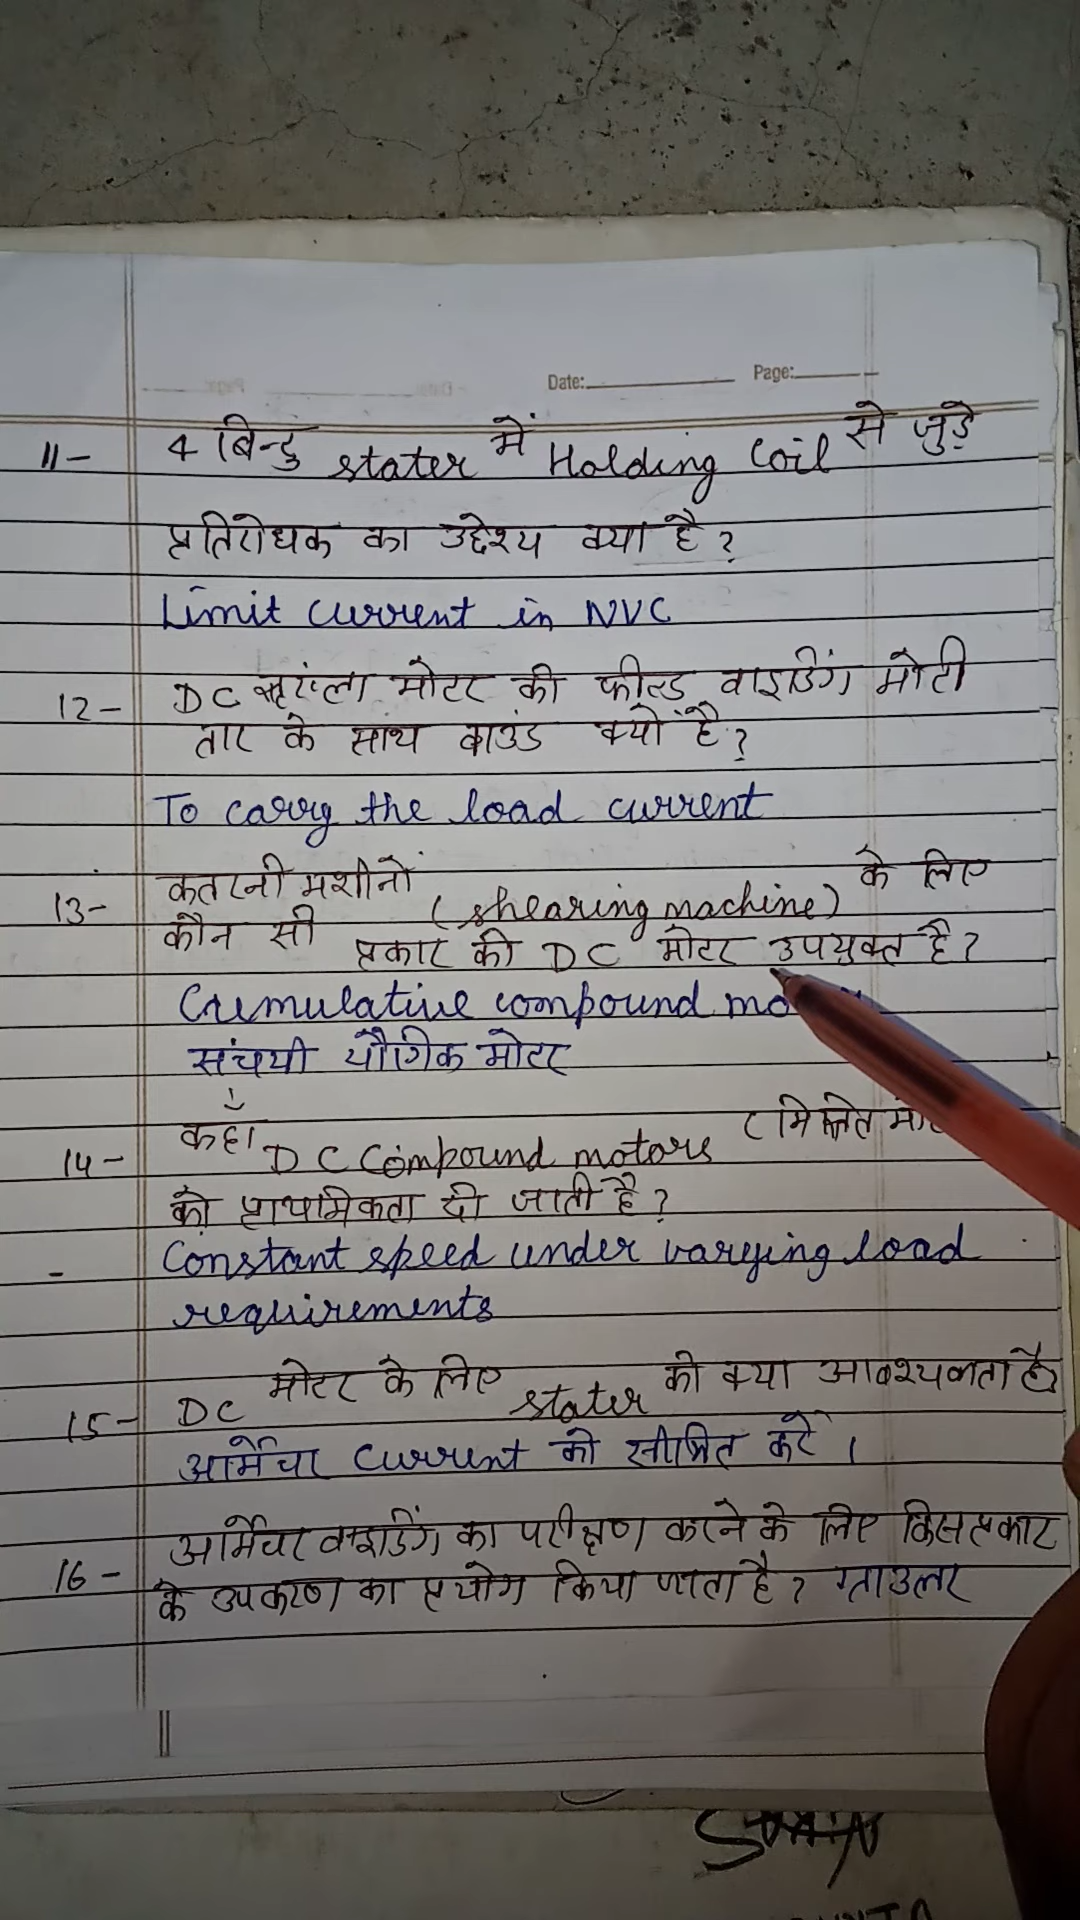 Date: Page:
11- 4 बिन्दु stater में Holding Coil से जुड़े
प्रतिरोधक का उद्देश्य क्या है?
Limit current in NVC
12- DC मोटर की फील्ड वाइडिंग मोटी
तार के साथ वाउंड क्यों है?
To carry the load current
13- कतरनी मशीनों (shearing machine) के लिए
कौन सी प्रकार की DC मोटर उपयुक्त है?
Cumulative compound mo
संचयी यौगिक मोटर
14- कहाँ DC Compound motors (मिश्रित मो
को प्राथमिकता दी जाती है?
- Constant speed under varying load
requirements
15- DC मोटर के लिए stater की क्या आवश्यकता है?
आर्मेचर current को सीमित करें ।
16- आर्मेचर वाइडिंग का परीक्षण करने के लिए किस प्रकार
के उपकरण का प्रयोग किया जाता है? ग्राउलर